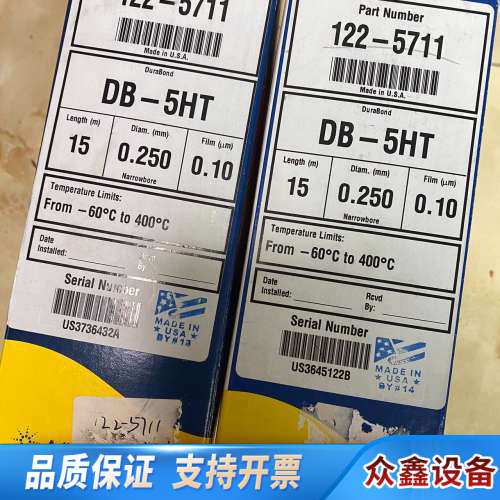 122-5711
Made in U.S.A.
DuraBond
DB-5HT
Length (m)
15
Diam. (mm)
0.250
Narrowbore
Film (µm)
0.10
Temperature Limits:
From -60°C to 400°C
Date
Installed:
Rcvd
By:
Serial Number
US3736432A
MADE IN
USA
BY#13
122-5711
Part Number
122-5711
Made in U.S.A.
DuraBond
DB-5HT
Length (m)
15
Diam. (mm)
0.250
Narrowbore
Film (µm)
0.10
Temperature Limits:
From -60°C to 400°C
Date
Installed:
Rcvd
By:
Serial Number
US3645122B
MADE IN
USA
BY#14
品质保证 支持开票
众鑫设备